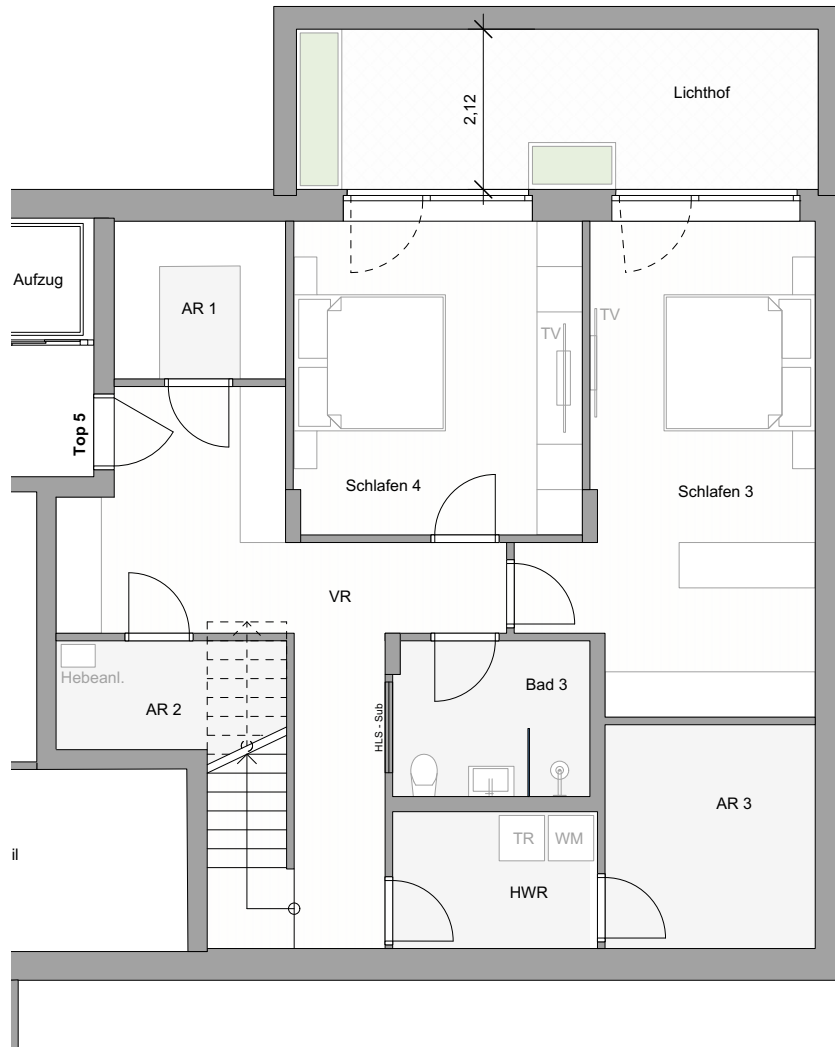 Lichthof
2,12
Aufzug
AR 1
TV
TV
Top 5
Schlafen 4
Schlafen 3
VR
Hebeanl.
AR 2
Bad 3
HLS - Sub
AR 3
il
TR
WM
HWR